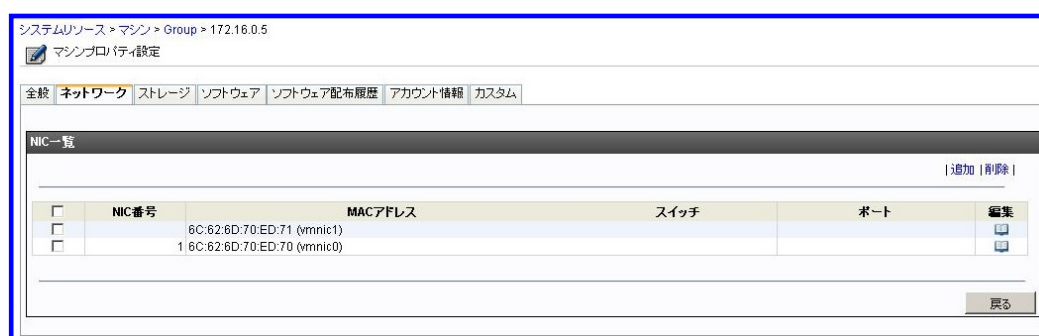 システムリソース > マシン > Group > 172.16.0.5
マシンプロパティ設定
全般 ネットワーク ストレージ ソフトウェア ソフトウェア配布履歴 アカウント情報 カスタム
NIC一覧
| 追加 | 削除 |
NIC番号 MACアドレス スイッチ ポート 編集
6C:62:6D:70:ED:71 (vmnic1)
1 6C:62:6D:70:ED:70 (vmnic0)
戻る